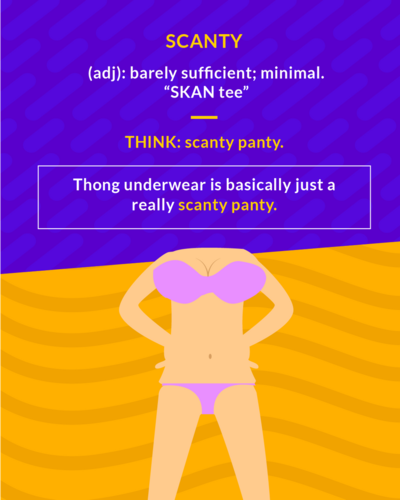 SCANTY
(adj): barely sufficient; minimal.
“SKAN tee”
THINK: scanty panty.
Thong underwear is basically just a
really scanty panty.